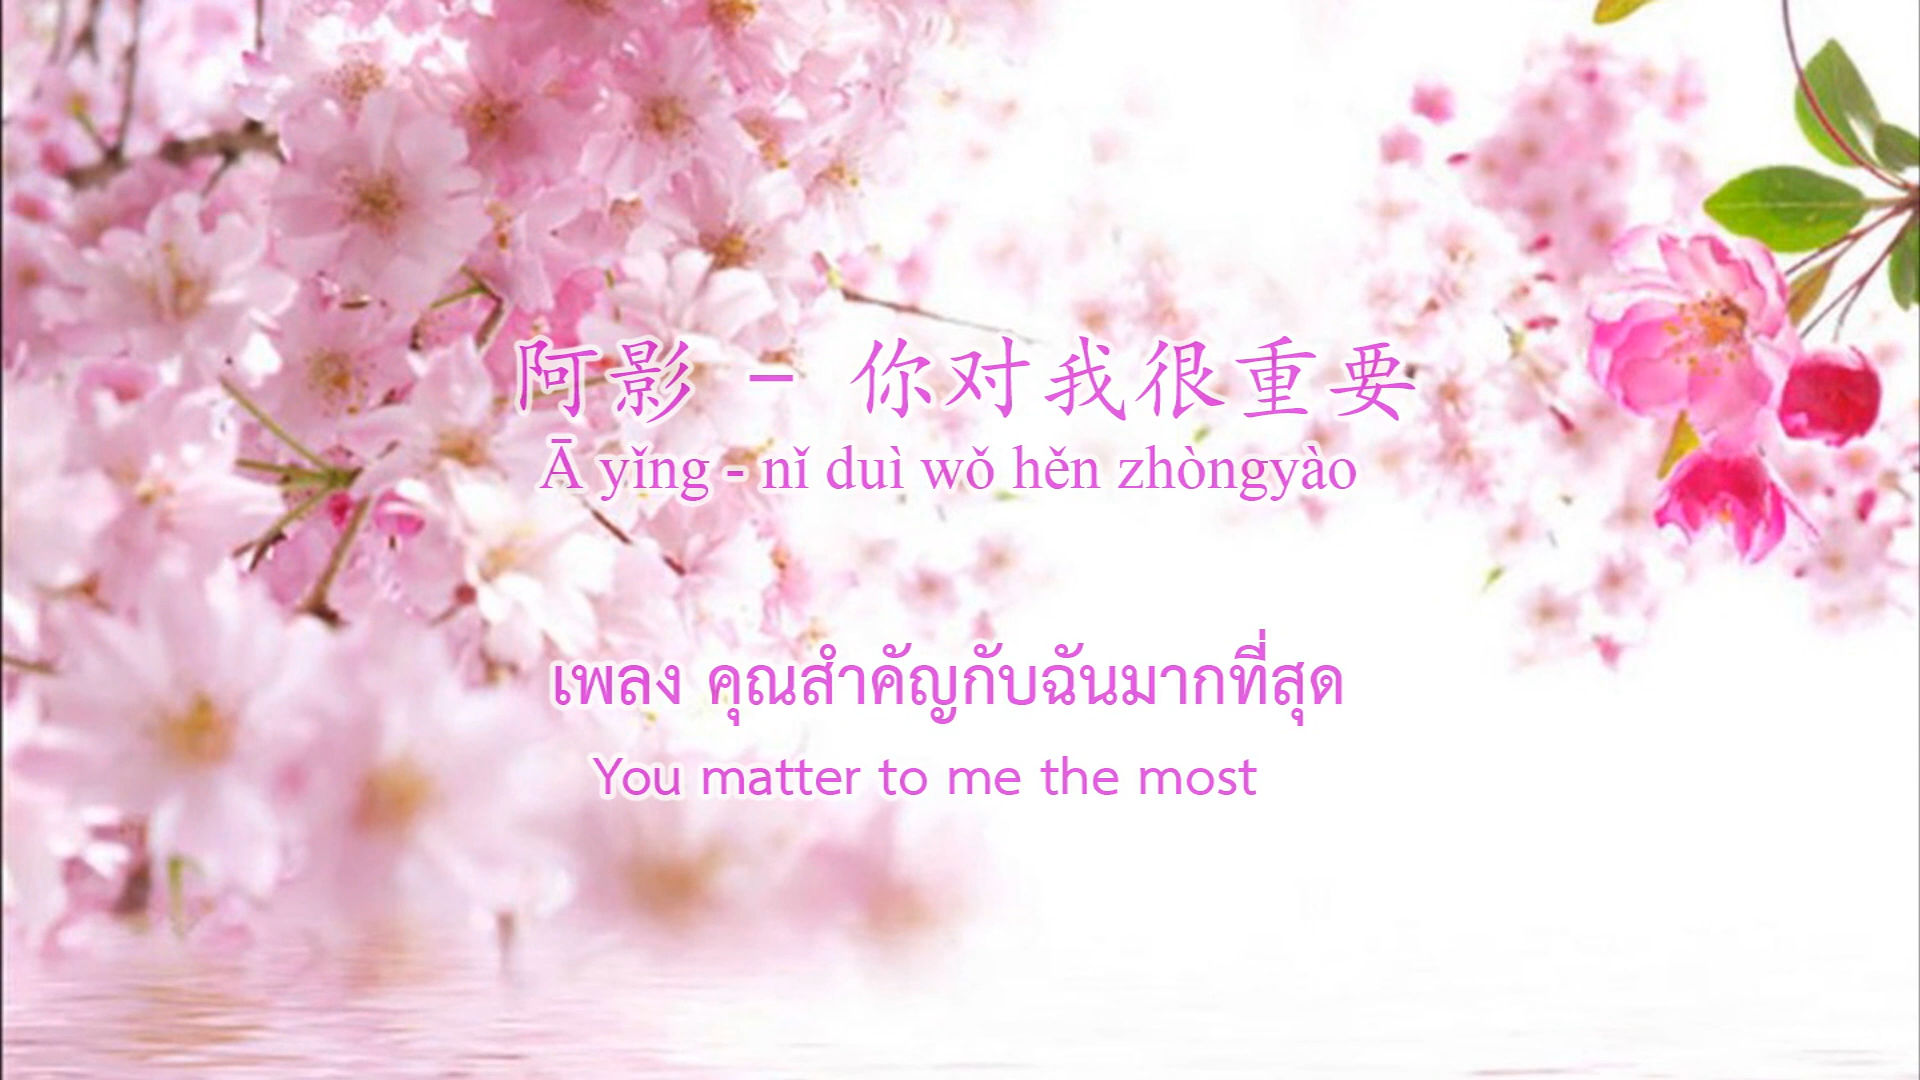 阿影 - 你对我很重要
Ā yǐng - nǐ duì wǒ hěn zhòngyào
เพลง คุณสำคัญกับฉันมากที่สุด
You matter to me the most